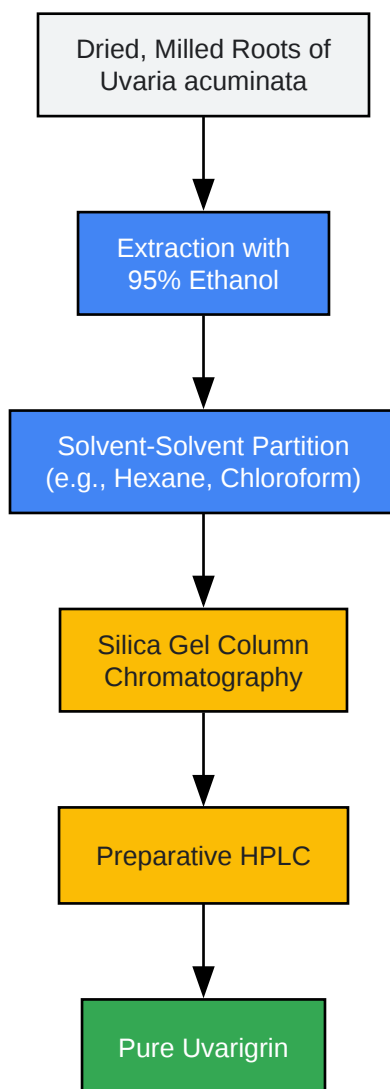 Dried, Milled Roots of
Uvaria acuminata
Extraction with
95% Ethanol
Solvent-Solvent Partition
(e.g., Hexane, Chloroform)
Silica Gel Column
Chromatography
Preparative HPLC
Pure Uvarigrin